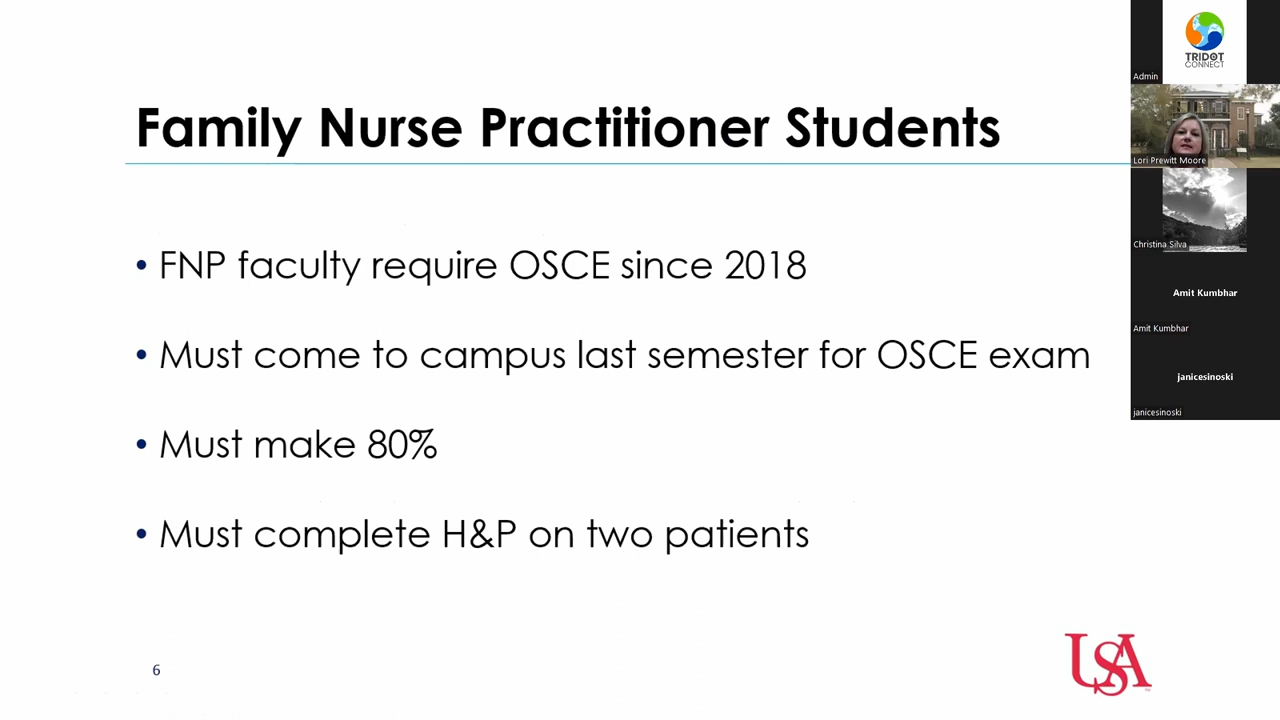 Family Nurse Practitioner Students
• FNP faculty require OSCE since 2018
• Must come to campus last semester for OSCE exam
• Must make 80%
• Must complete H&P on two patients
6
USA
TRIDOT
CONNECT
Admin
Lori Prewitt Moore
Christina Silva
Amit Kumbhar
Amit Kumbhar
janicesinoski
janicesinoski